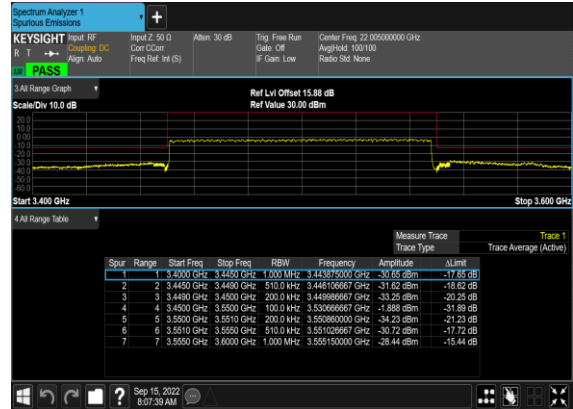 Spectrum Analyzer 1
Spurious Emissions
KEYSIGHT Input: RF Input Z: 50 Ω Atten: 30 dB Trig: Free Run Center Freq: 22.005000000 GHz
R T Coupling: DC Corr CCorr Gate: Off Avg|Hold: 100/100
Align: Auto Freq Ref: Int (S) IF Gain: Low Radio Std: None
PASS
3 All Range Graph
Ref Lvl Offset 15.88 dB
Scale/Div 10.0 dB Ref Value 30.00 dBm
20.0
10.0
0.00
-10.0
-20.0
-30.0
-40.0
-50.0
-60.0
Start 3.400 GHz Stop 3.600 GHz
4 All Range Table
Measure Trace Trace 1
Trace Type Trace Average (Active)
Spur Range Start Freq Stop Freq RBW Frequency Amplitude ΔLimit
1 1 3.4000 GHz 3.4450 GHz 1.000 MHz 3.443875000 GHz -30.65 dBm -17.65 dB
2 2 3.4450 GHz 3.4490 GHz 510.0 kHz 3.446106667 GHz -31.62 dBm -18.62 dB
3 3 3.4490 GHz 3.4500 GHz 200.0 kHz 3.449986667 GHz -33.25 dBm -20.25 dB
4 4 3.4500 GHz 3.5500 GHz 100.0 kHz 3.530666667 GHz -1.888 dBm -31.89 dB
5 5 3.5500 GHz 3.5510 GHz 200.0 kHz 3.550860000 GHz -34.23 dBm -21.23 dB
6 6 3.5510 GHz 3.5550 GHz 510.0 kHz 3.551026667 GHz -30.72 dBm -17.72 dB
7 7 3.5550 GHz 3.6000 GHz 1.000 MHz 3.555150000 GHz -28.44 dBm -15.44 dB
Sep 15, 2022
8:07:39 AM